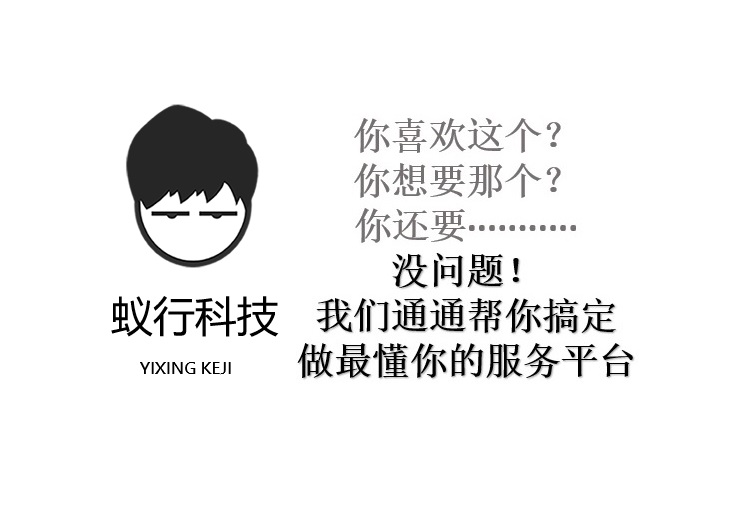 你喜欢这个？
你想要那个？
你还要···········
没问题！
我们通通帮你搞定
做最懂你的服务平台
蚁行科技
YIXING KEJI